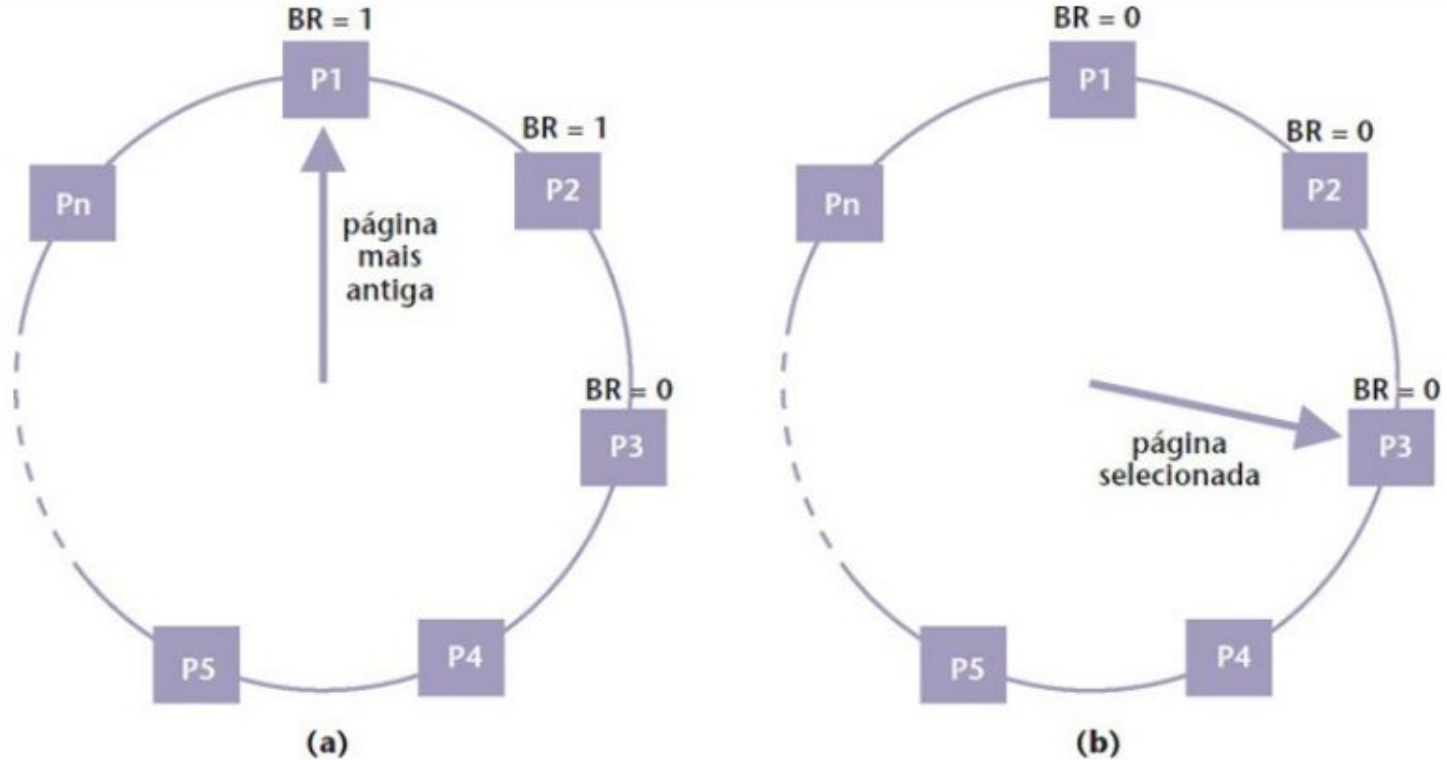 BR = 1
P1
BR = 1
P2
Pn
página
mais
antiga
BR = 0
P3
P4
P5
(a)
BR = 0
P1
BR = 0
P2
Pn
BR = 0
P3
página
selecionada
P4
P5
(b)